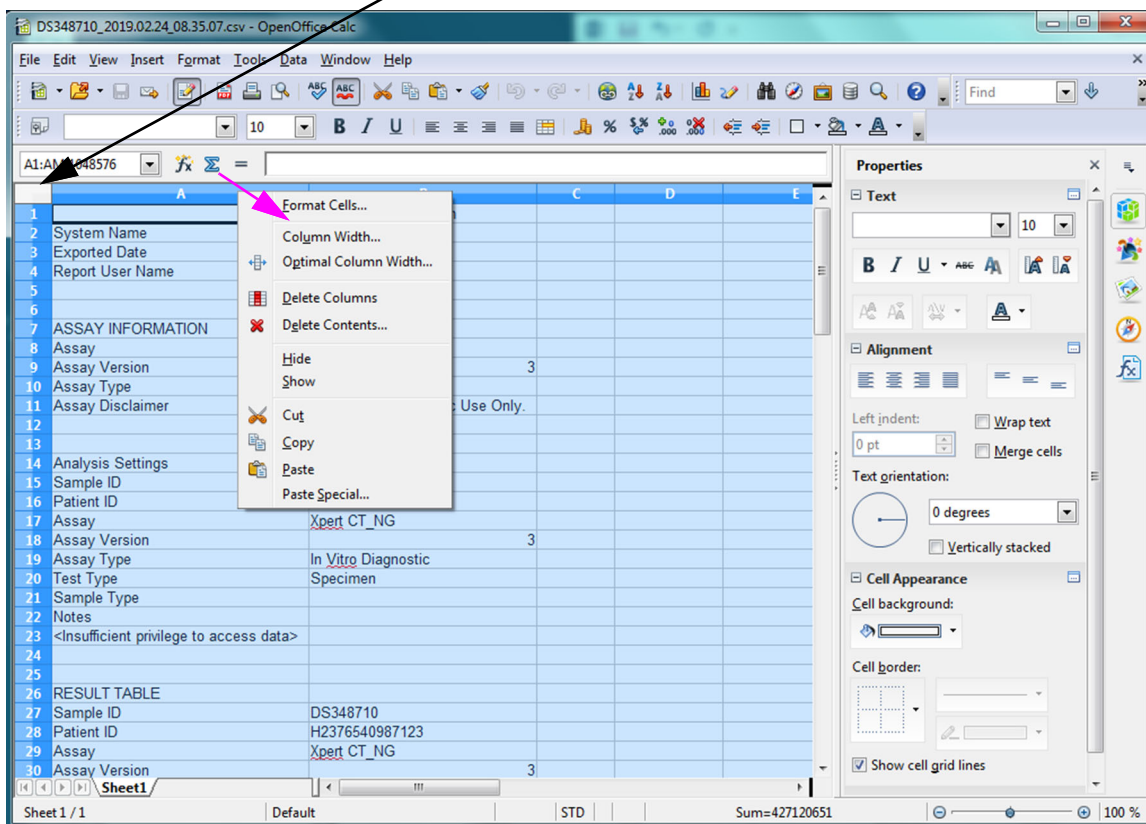 DS348710_2019.02.24_08.35.07.csv - OpenOffice Calc
File Edit View Insert Format Tools Data Window Help
Find
10 B I U
A1:AM1048576
A C D E
1
2 System Name
3 Exported Date
4 Report User Name
5
6
7 ASSAY INFORMATION
8 Assay
9 Assay Version 3
10 Assay Type
11 Assay Disclaimer Use Only.
12
13
14 Analysis Settings
15 Sample ID
16 Patient ID
17 Assay Xpert CT_NG
18 Assay Version 3
19 Assay Type In Vitro Diagnostic
20 Test Type Specimen
21 Sample Type
22 Notes
23 <Insufficient privilege to access data>
24
25
26 RESULT TABLE
27 Sample ID DS348710
28 Patient ID H2376540987123
29 Assay Xpert CT_NG
30 Assay Version 3
Format Cells...
Column Width...
Optimal Column Width...
Delete Columns
Delete Contents...
Hide
Show
Cut
Copy
Paste
Paste Special...
Properties
Text
10
B I U ABC
Alignment
Left indent:
Wrap text
0 pt
Merge cells
Text orientation:
0 degrees
Vertically stacked
Cell Appearance
Cell background:
Cell border:
Show cell grid lines
Sheet1
Sheet 1 / 1 Default STD Sum=427120651 100 %